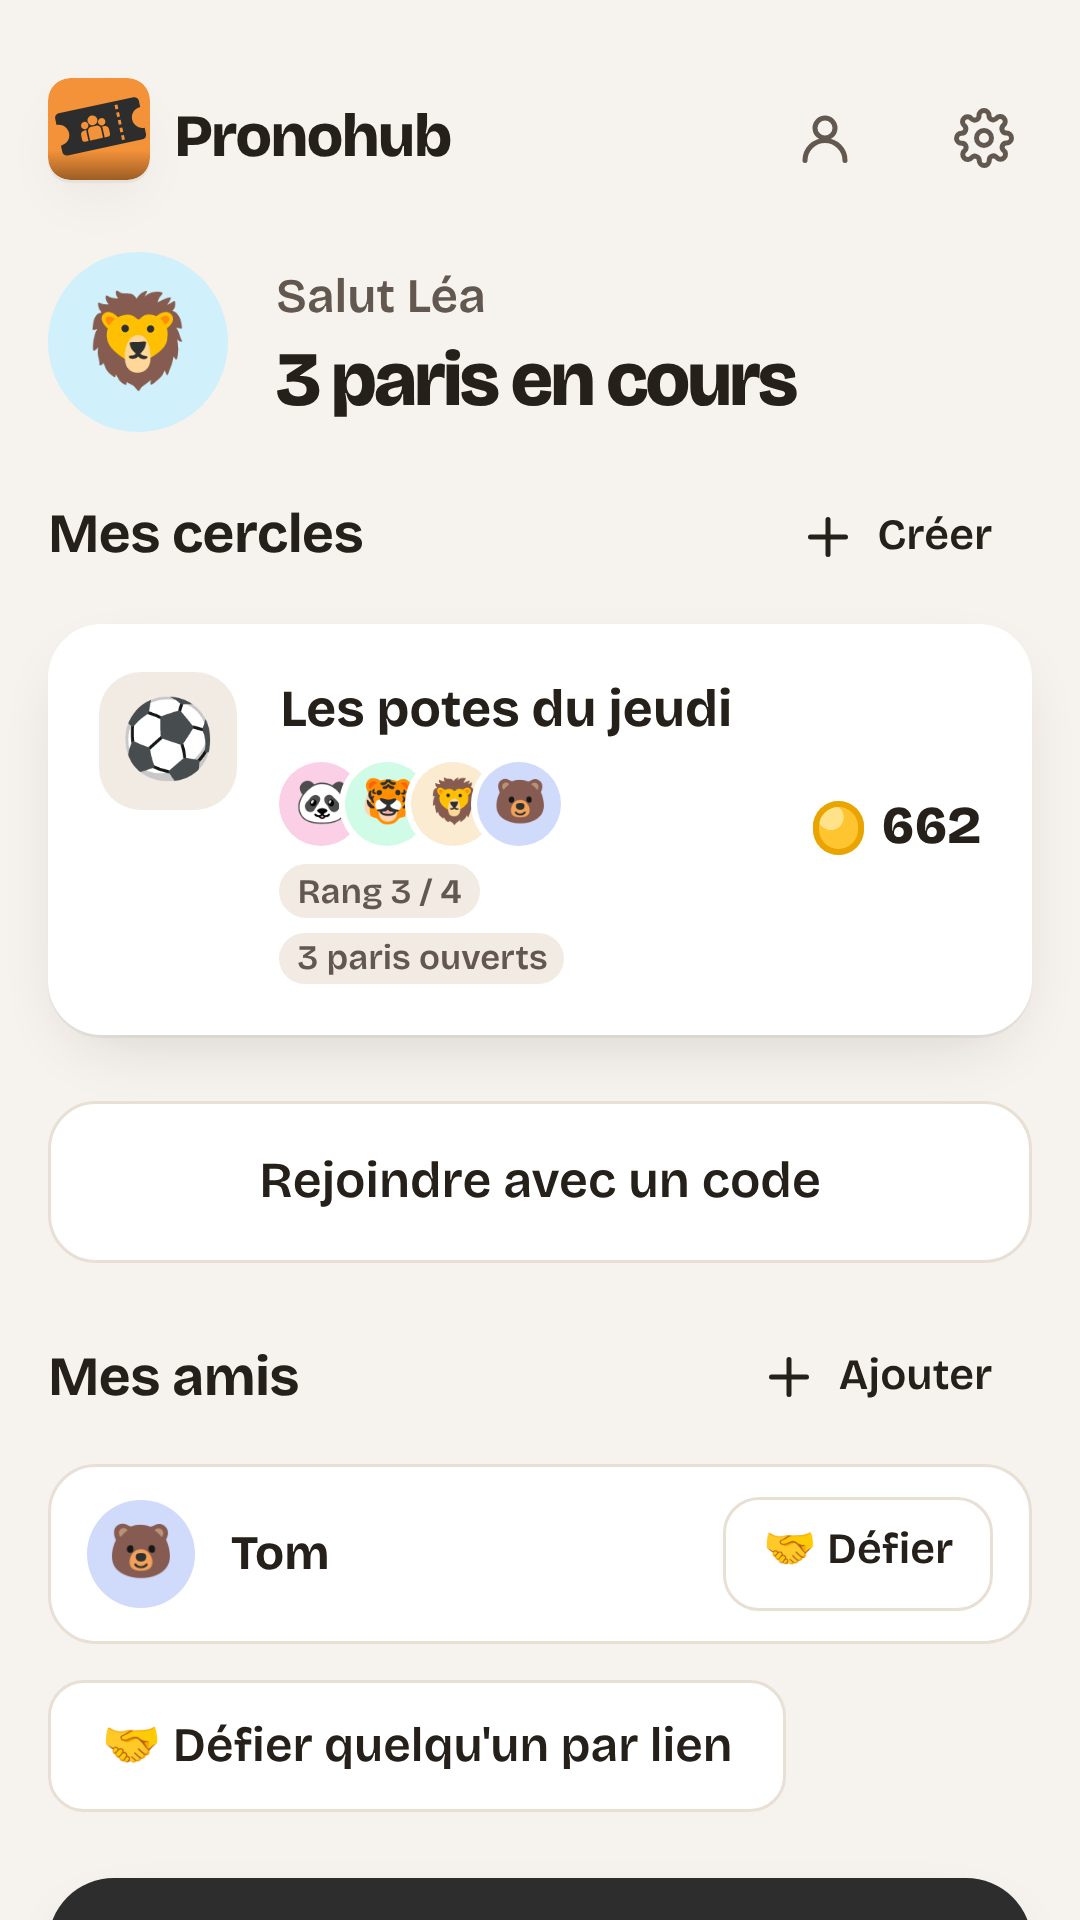 Pronohub
Salut Léa
3 paris en cours
Mes cercles
Créer
Les potes du jeudi
662
Rang 3 / 4
3 paris ouverts
Rejoindre avec un code
Mes amis
Ajouter
Tom
🤝 Défier
🤝 Défier quelqu'un par lien